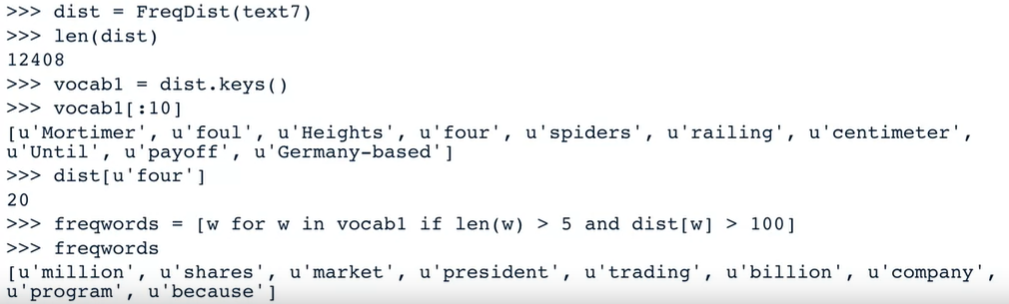 >>> dist = FreqDist(text7)
>>> len(dist)
12408
>>> vocab1 = dist.keys()
>>> vocab1[:10]
[u'Mortimer', u'foul', u'Heights', u'four', u'spiders', u'railing', u'centimeter',
u'Until', u'payoff', u'Germany-based']
>>> dist[u'four']
20
>>> freqwords = [w for w in vocab1 if len(w) > 5 and dist[w] > 100]
>>> freqwords
[u'million', u'shares', u'market', u'president', u'trading', u'billion', u'company',
u'program', u'because']